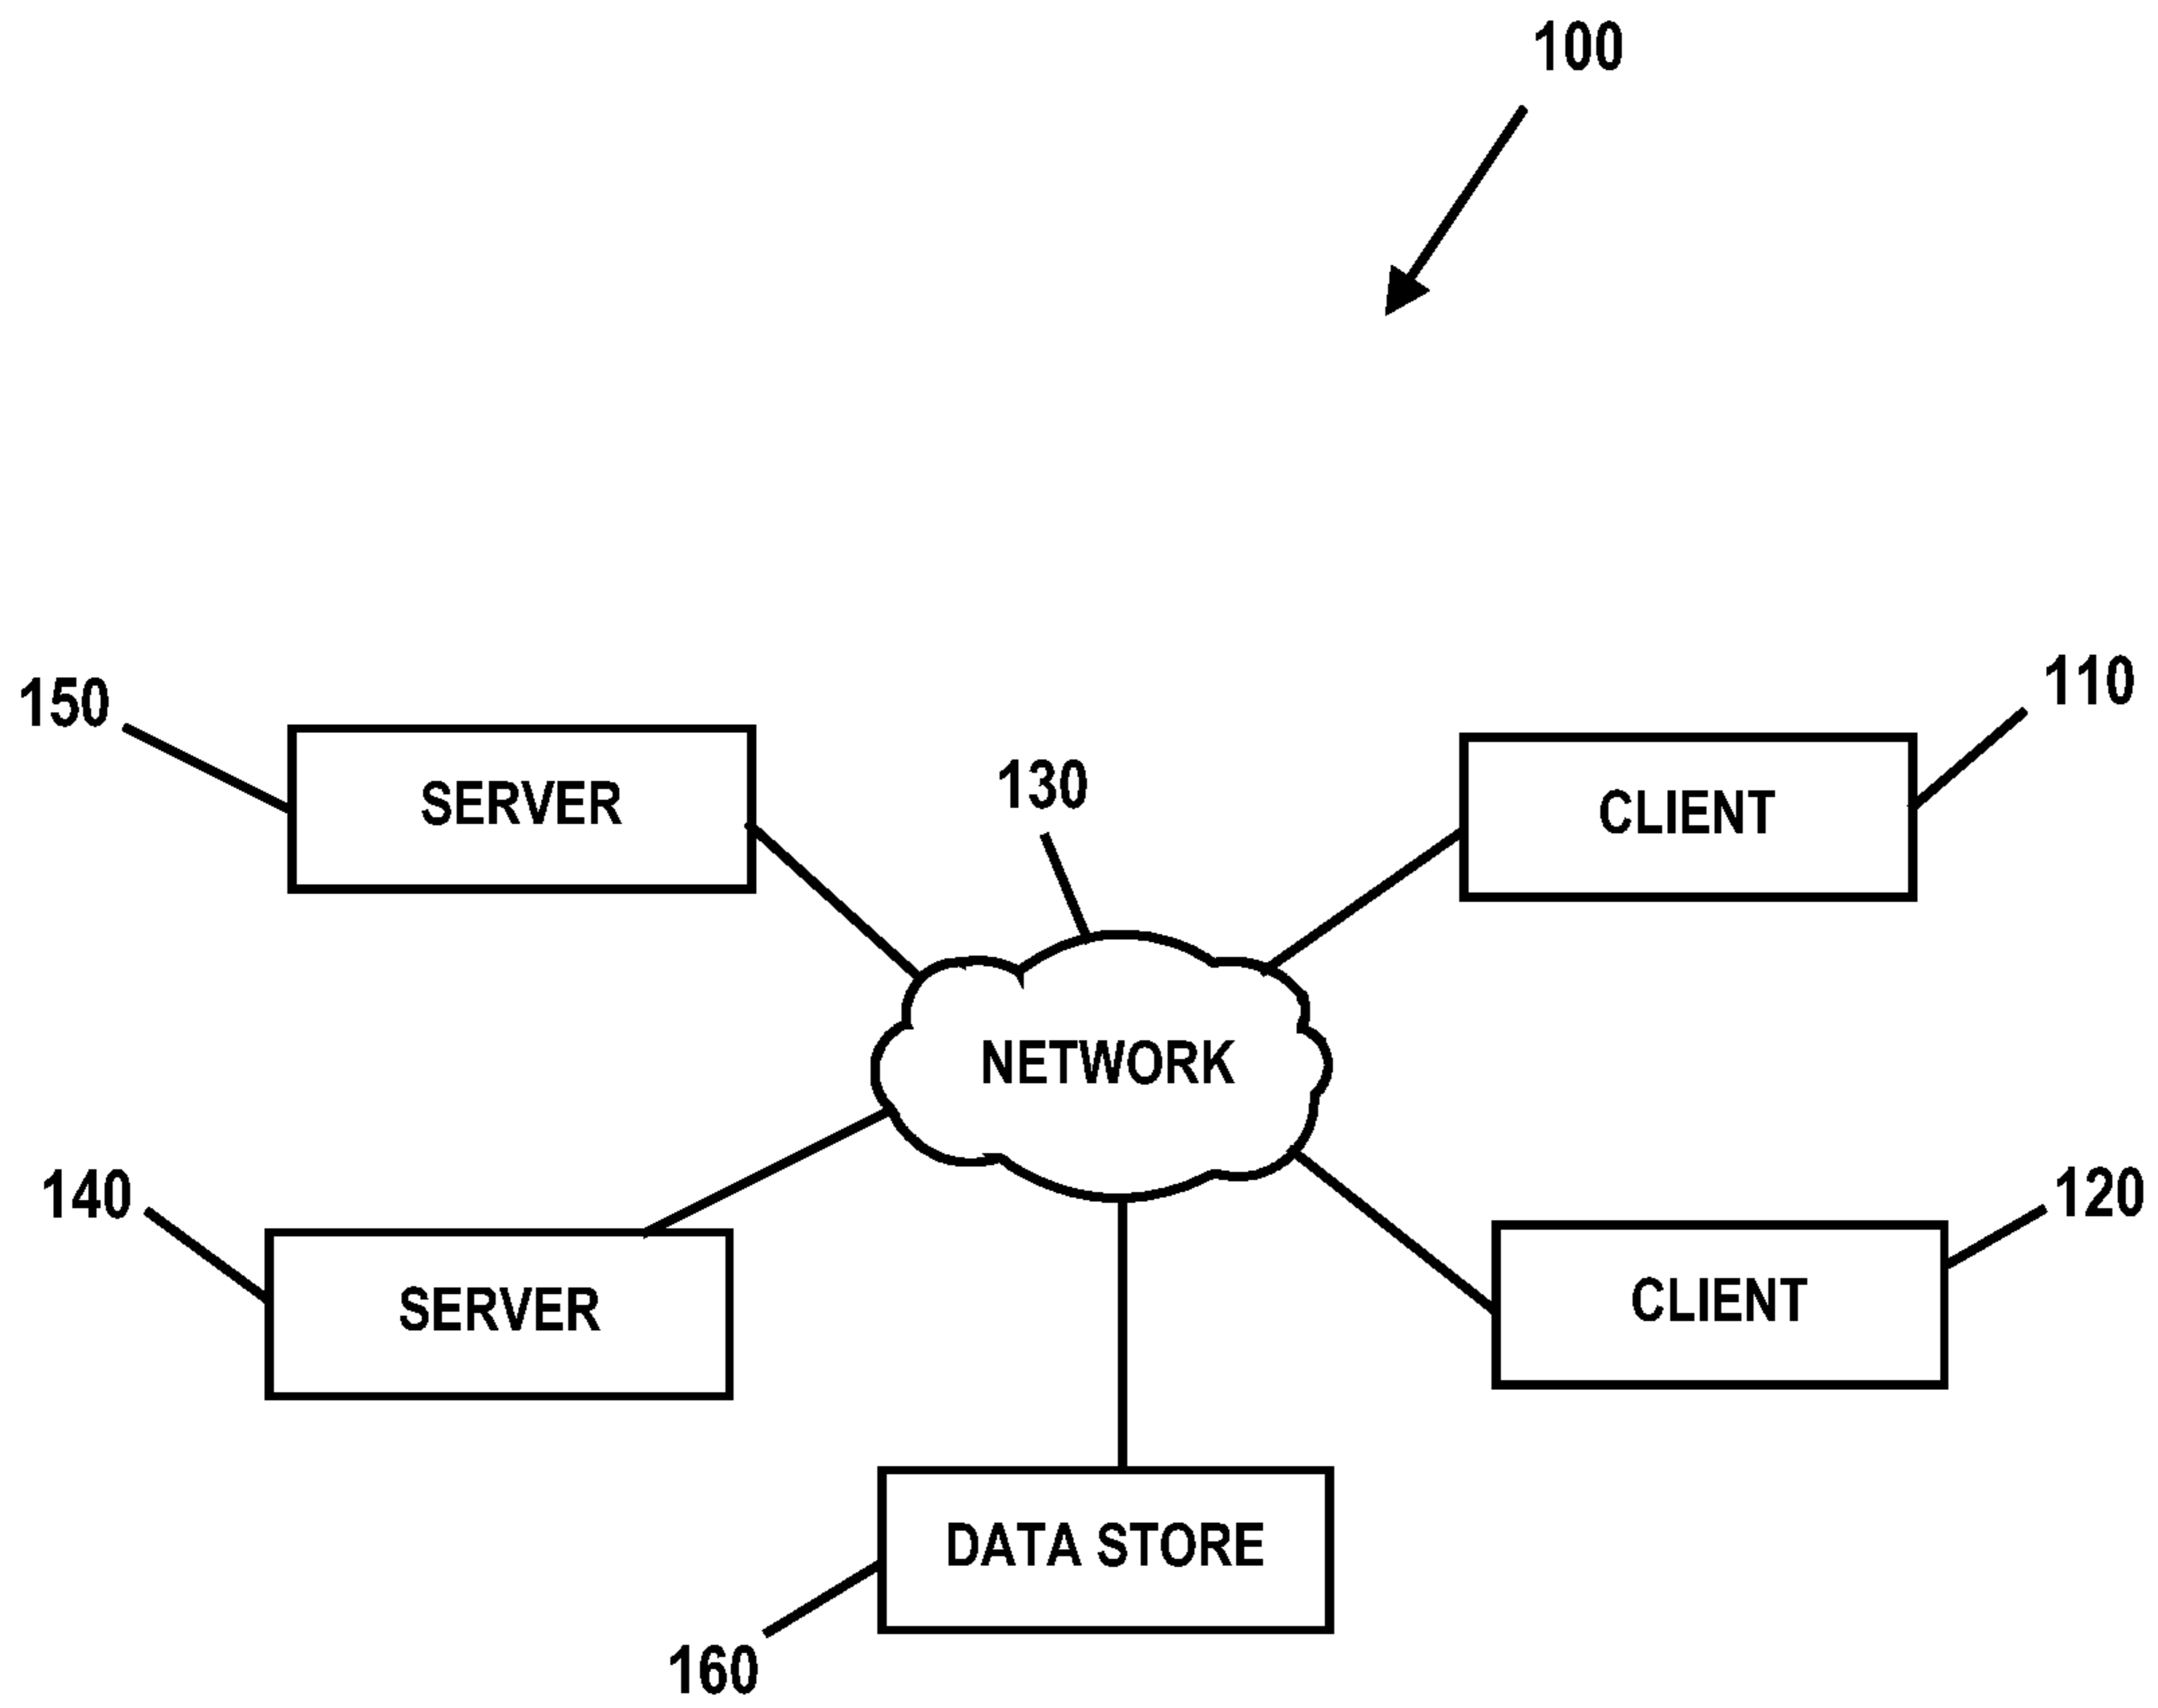 100
150
110
SERVER
130
CLIENT
NETWORK
140
120
SERVER
CLIENT
DATA STORE
160